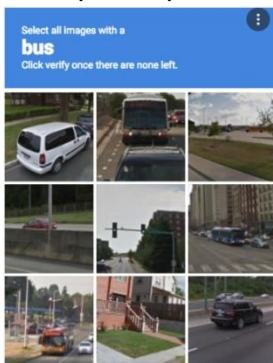 Select all images with a
bus
Click verify once there are none left.